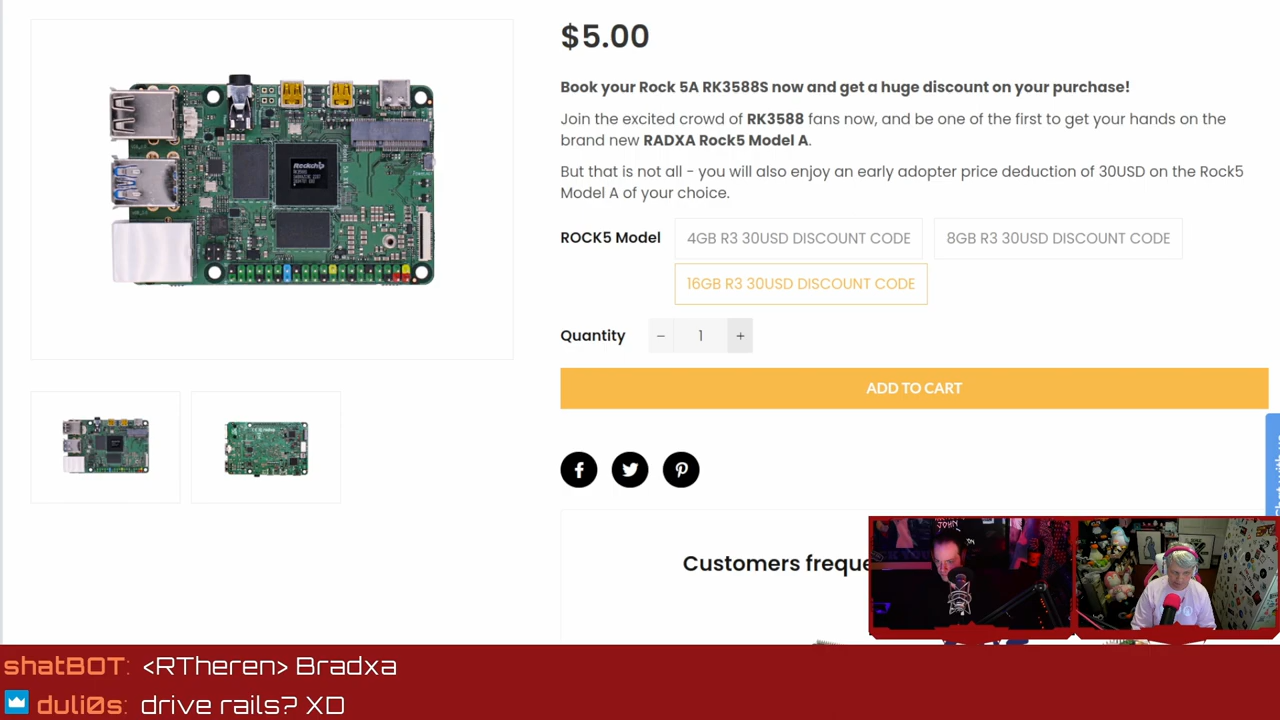 $5.00
Book your Rock 5A RK3588S now and get a huge discount on your purchase!
Join the excited crowd of RK3588 fans now, and be one of the first to get your hands on the
brand new RADXA Rock5 Model A.
But that is not all - you will also enjoy an early adopter price deduction of 30USD on the Rock5
Model A of your choice.
ROCK5 Model
4GB R3 30USD DISCOUNT CODE
8GB R3 30USD DISCOUNT CODE
16GB R3 30USD DISCOUNT CODE
Quantity
− 1 +
ADD TO CART
Customers freque
Rockchip
JOHN
shatBOT: <RTheren> Bradxa
duli0s: drive rails? XD